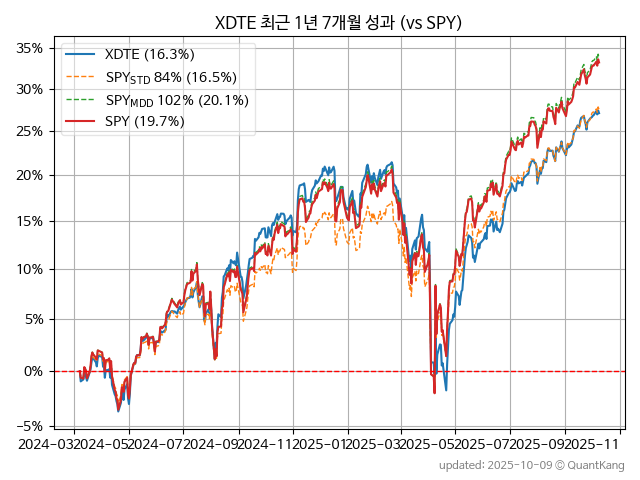 XDTE 최근 1년 7개월 성과 (vs SPY)
XDTE (16.3%)
SPYSTD 84% (16.5%)
SPYMDD 102% (20.1%)
SPY (19.7%)
35%
30%
25%
20%
15%
10%
5%
0%
−5%
2024-03 2024-05 2024-07 2024-09 2024-11 2025-01 2025-03 2025-05 2025-07 2025-09 2025-11
updated: 2025-10-09 © QuantKang